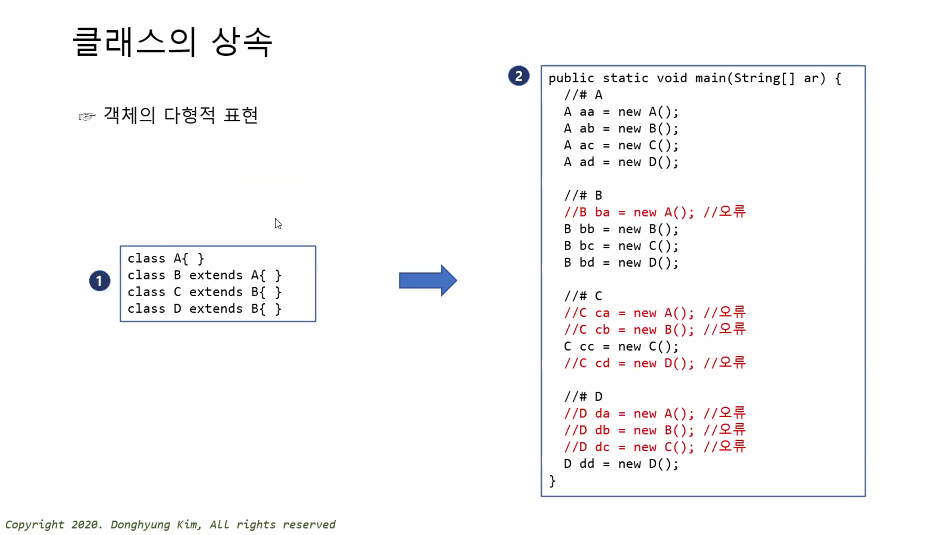 클래스의 상속
☞ 객체의 다형적 표현
1
class A{ }
class B extends A{ }
class C extends B{ }
class D extends B{ }
2
public static void main(String[] ar) {
//# A
A aa = new A();
A ab = new B();
A ac = new C();
A ad = new D();
//# B
//B ba = new A(); //오류
B bb = new B();
B bc = new C();
B bd = new D();
//# C
//C ca = new A(); //오류
//C cb = new B(); //오류
C cc = new C();
//C cd = new D(); //오류
//# D
//D da = new A(); //오류
//D db = new B(); //오류
//D dc = new C(); //오류
D dd = new D();
}
Copyright 2020. Donghyung Kim, All rights reserved